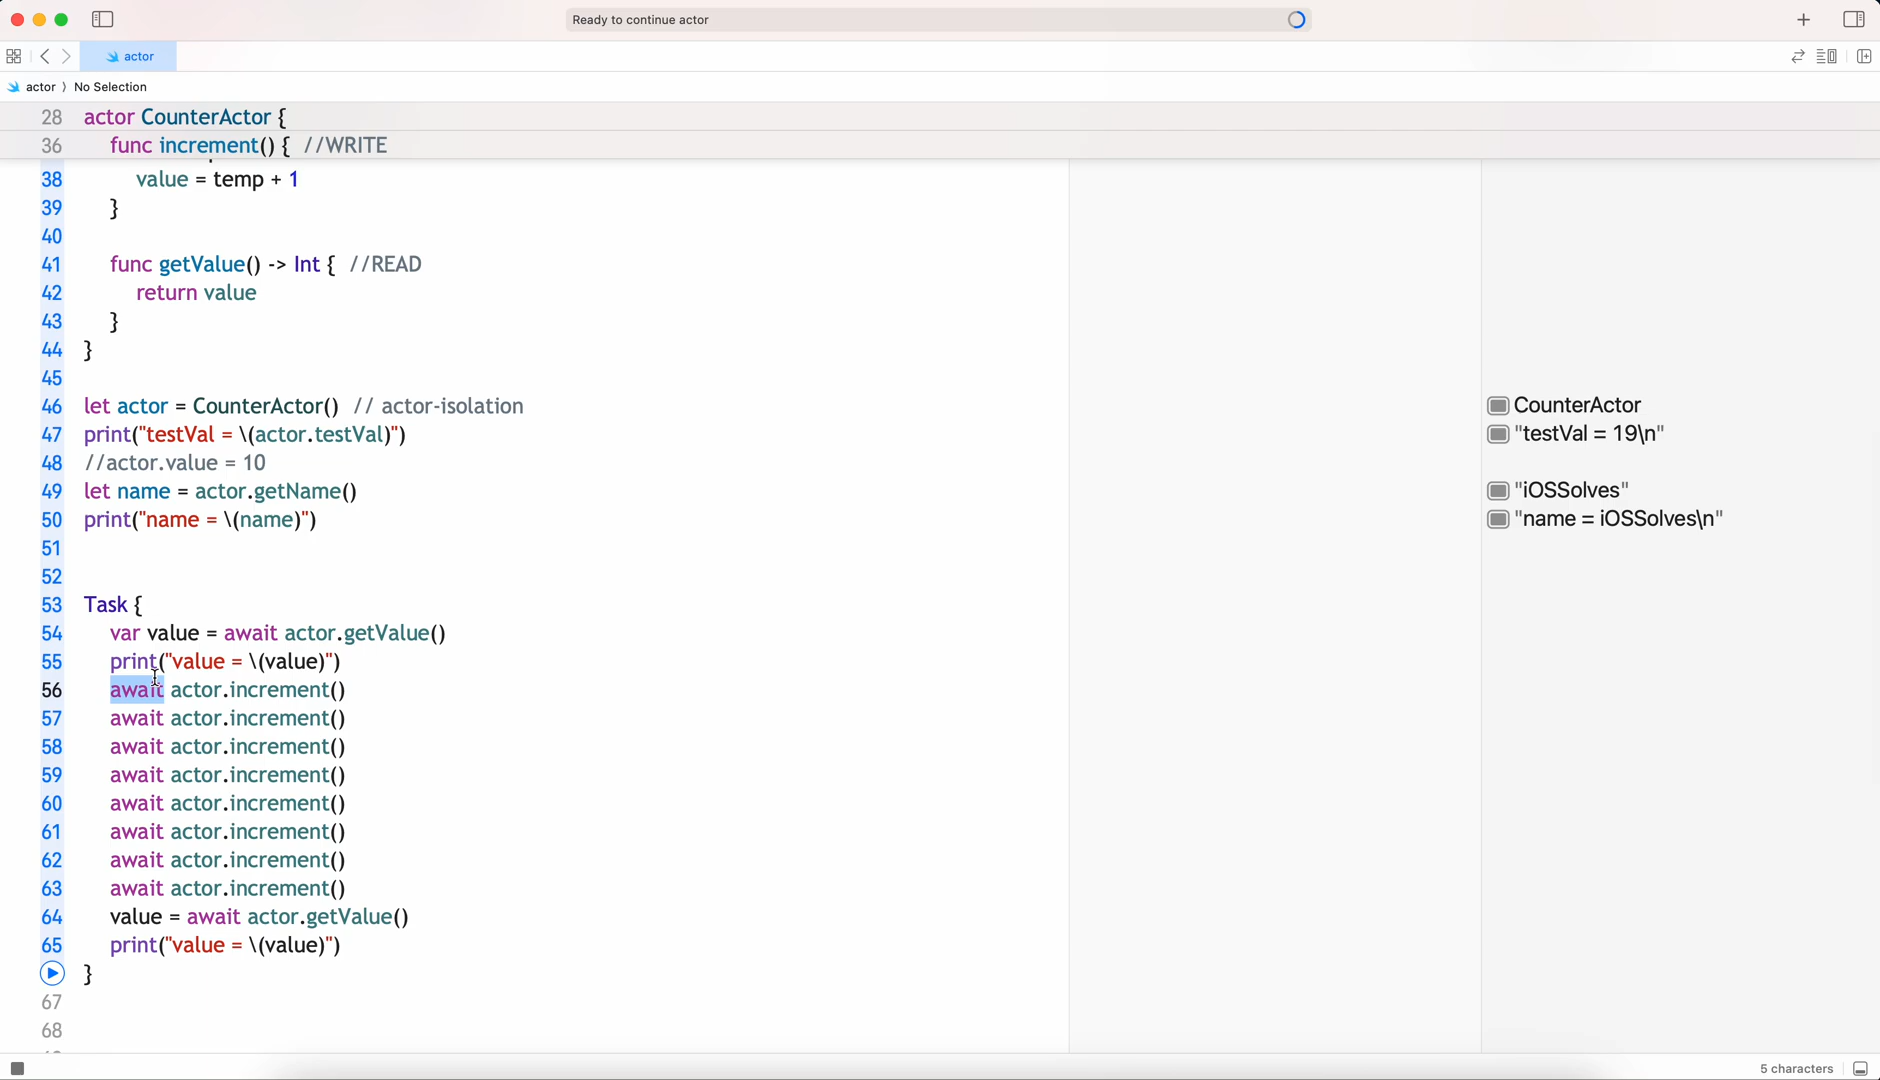 Ready to continue actor
actor
actor 〉 No Selection
28 actor CounterActor {
36 func increment() { //WRITE
38 value = temp + 1
39 }
40
41 func getValue() -> Int { //READ
42 return value
43 }
44 }
45
46 let actor = CounterActor() // actor-isolation
CounterActor
47 print("testVal = \(actor.testVal)")
"testVal = 19\n"
48 //actor.value = 10
49 let name = actor.getName()
"iOSSolves"
50 print("name = \(name)")
"name = iOSSolves\n"
51
52
53 Task {
54 var value = await actor.getValue()
55 print("value = \(value)")
56 await actor.increment()
57 await actor.increment()
58 await actor.increment()
59 await actor.increment()
60 await actor.increment()
61 await actor.increment()
62 await actor.increment()
63 await actor.increment()
64 value = await actor.getValue()
65 print("value = \(value)")
}
67
68
5 characters